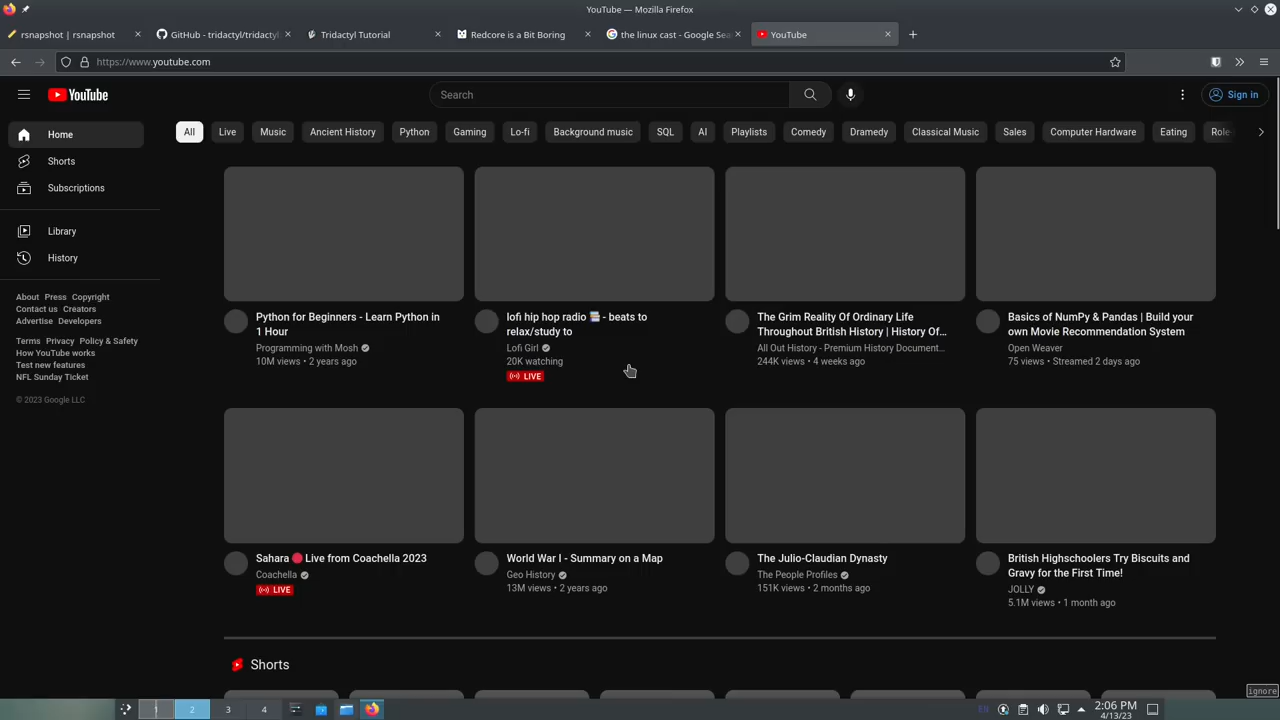 YouTube — Mozilla Firefox
rsnapshot | rsnapshot
GitHub - tridactyl/tridactyl
Tridactyl Tutorial
Redcore is a Bit Boring
the linux cast - Google Sea
YouTube
https://www.youtube.com
YouTube
Search
Sign in
All
Live
Music
Ancient History
Python
Gaming
Lo-fi
Background music
SQL
AI
Playlists
Comedy
Dramedy
Classical Music
Sales
Computer Hardware
Eating
Role-
Home
Shorts
Subscriptions
Library
History
About Press Copyright
Contact us Creators
Advertise Developers
Terms Privacy Policy & Safety
How YouTube works
Test new features
NFL Sunday Ticket
© 2023 Google LLC
Python for Beginners - Learn Python in
1 Hour
Programming with Mosh
10M views • 2 years ago
lofi hip hop radio 📚 - beats to
relax/study to
Lofi Girl
20K watching
LIVE
The Grim Reality Of Ordinary Life
Throughout British History | History Of...
All Out History - Premium History Document...
244K views • 4 weeks ago
Basics of NumPy & Pandas | Build your
own Movie Recommendation System
Open Weaver
75 views • Streamed 2 days ago
Sahara 🔴 Live from Coachella 2023
Coachella
LIVE
World War I - Summary on a Map
Geo History
13M views • 2 years ago
The Julio-Claudian Dynasty
The People Profiles
151K views • 2 months ago
British Highschoolers Try Biscuits and
Gravy for the First Time!
JOLLY
5.1M views • 1 month ago
Shorts
ignore
1
2
3
4
EN
2:06 PM
4/13/23